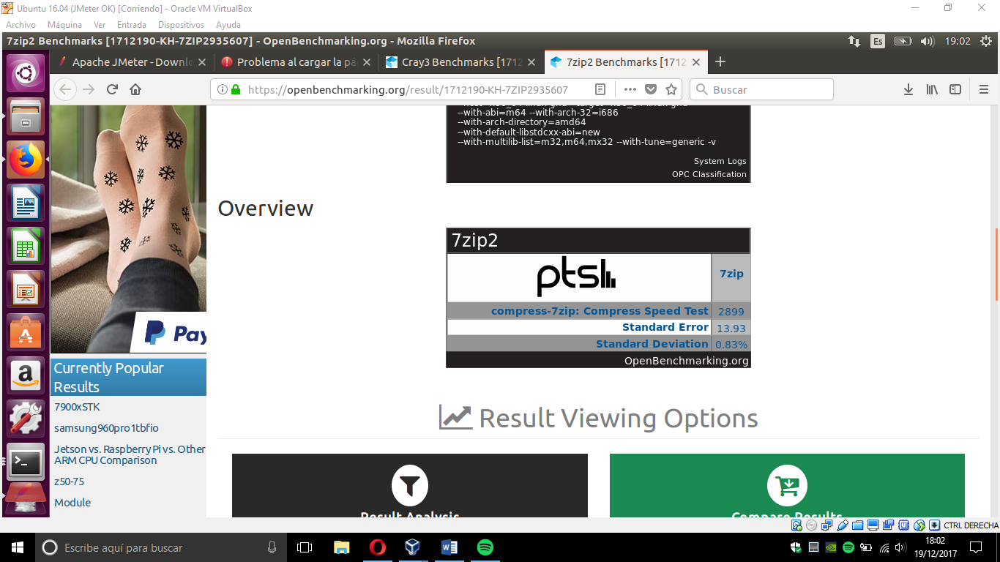 Ubuntu 16.04 (JMeter OK) [Corriendo] - Oracle VM VirtualBox
Archivo Máquina Ver Entrada Dispositivos Ayuda
7zip2 Benchmarks [1712190-KH-7ZIP2935607] - OpenBenchmarking.org - Mozilla Firefox
Es
19:02
Apache JMeter - Downlo
Problema al cargar la pá
Cray3 Benchmarks [1712
7zip2 Benchmarks [1712
https://openbenchmarking.org/result/1712190-KH-7ZIP2935607
Buscar
--with-abi=m64 --with-arch-32=i686
--with-arch-directory=amd64
--with-default-libstdcxx-abi=new
--with-multilib-list=m32,m64,mx32 --with-tune=generic -v
System Logs
OPC Classification
Overview
7zip2
pts
7zip
compress-7zip: Compress Speed Test 2899
Standard Error 13.93
Standard Deviation 0.83%
OpenBenchmarking.org
Pay
Currently Popular
Results
7900xSTK
samsung960pro1tbfio
Jetson vs. Raspberry Pi vs. Other
ARM CPU Comparison
z50-75
Module
Result Viewing Options
Result Analysis
Compare Results
CTRL DERECHA
Escribe aquí para buscar
18:02
19/12/2017